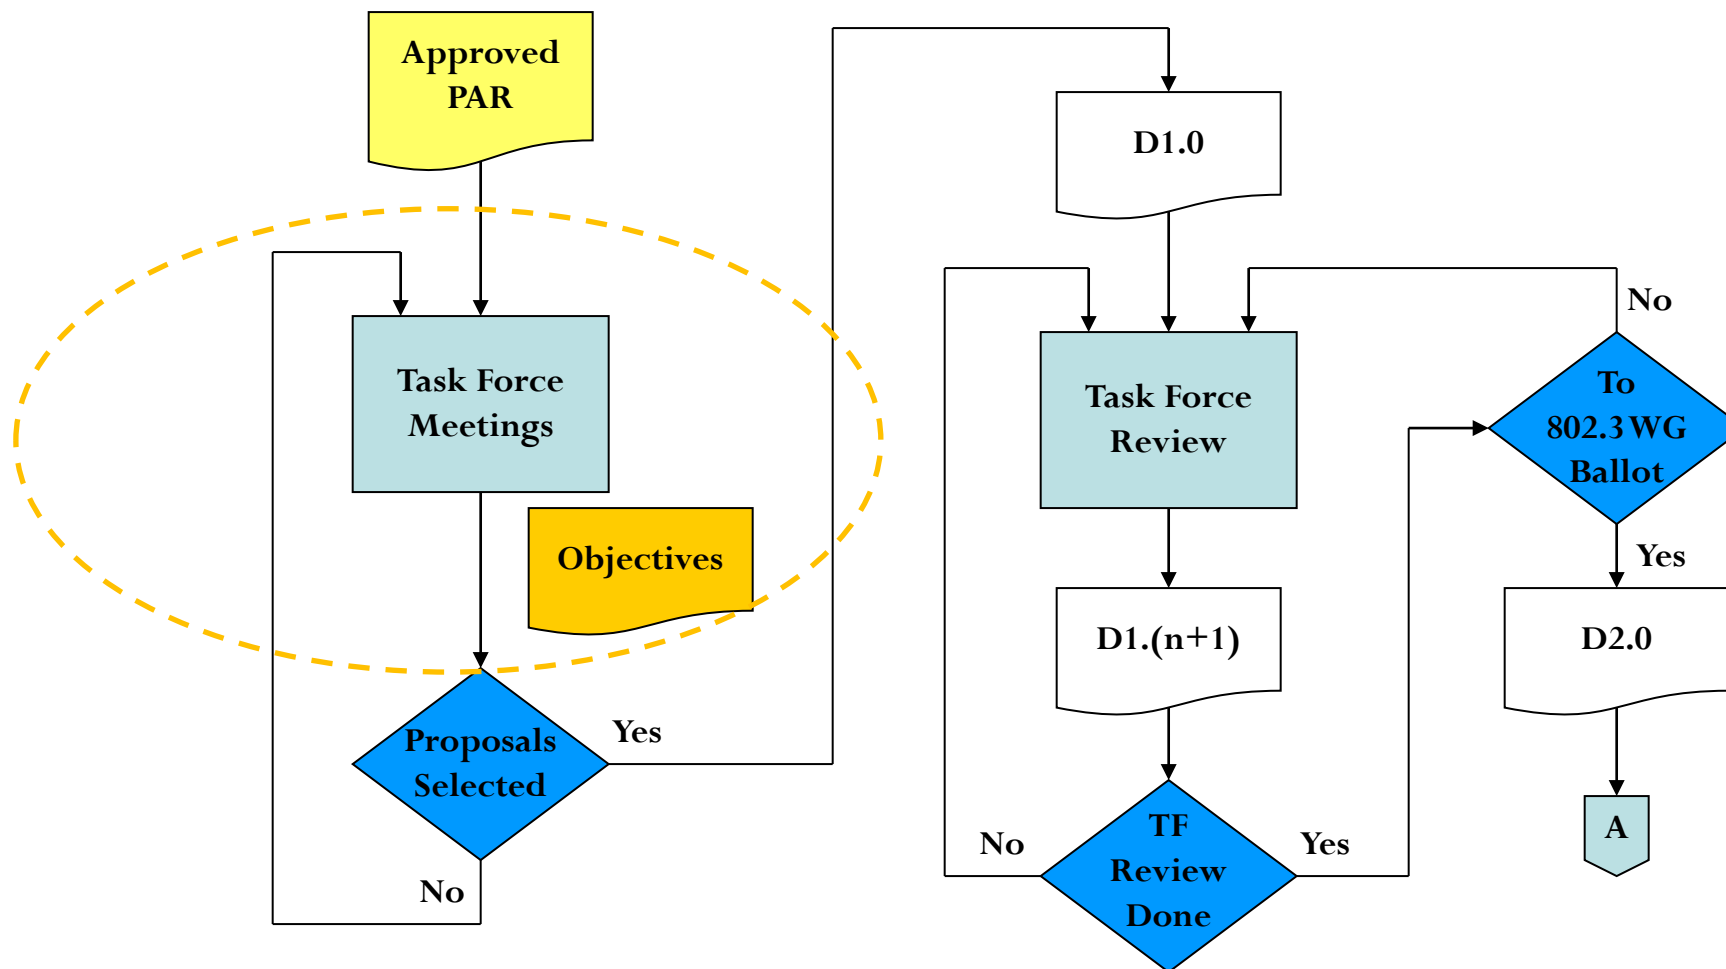 Approved
PAR
Task Force
Meetings
Objectives
Proposals
Selected
Yes
No
D1.0
Task Force
Review
D1.(n+1)
TF
Review
Done
No
Yes
To
802.3 WG
Ballot
No
Yes
D2.0
A